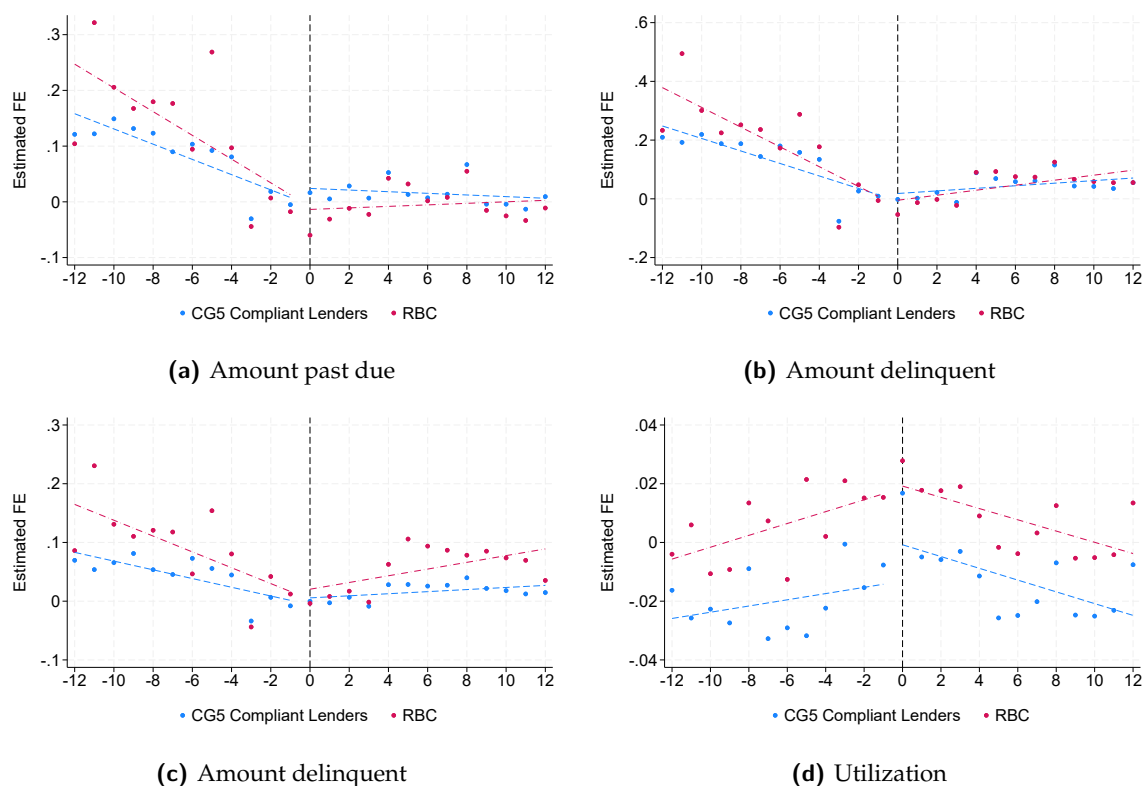 Estimated FE
.3
.2
.1
0
-.1
-12 -10 -8 -6 -4 -2 0 2 4 6 8 10 12
CG5 Compliant Lenders RBC
(a) Amount past due
Estimated FE
.6
.4
.2
0
-.2
-12 -10 -8 -6 -4 -2 0 2 4 6 8 10 12
CG5 Compliant Lenders RBC
(b) Amount delinquent
Estimated FE
.3
.2
.1
0
-.1
-12 -10 -8 -6 -4 -2 0 2 4 6 8 10 12
CG5 Compliant Lenders RBC
(c) Amount delinquent
Estimated FE
.04
.02
0
-.02
-.04
-12 -10 -8 -6 -4 -2 0 2 4 6 8 10 12
CG5 Compliant Lenders RBC
(d) Utilization